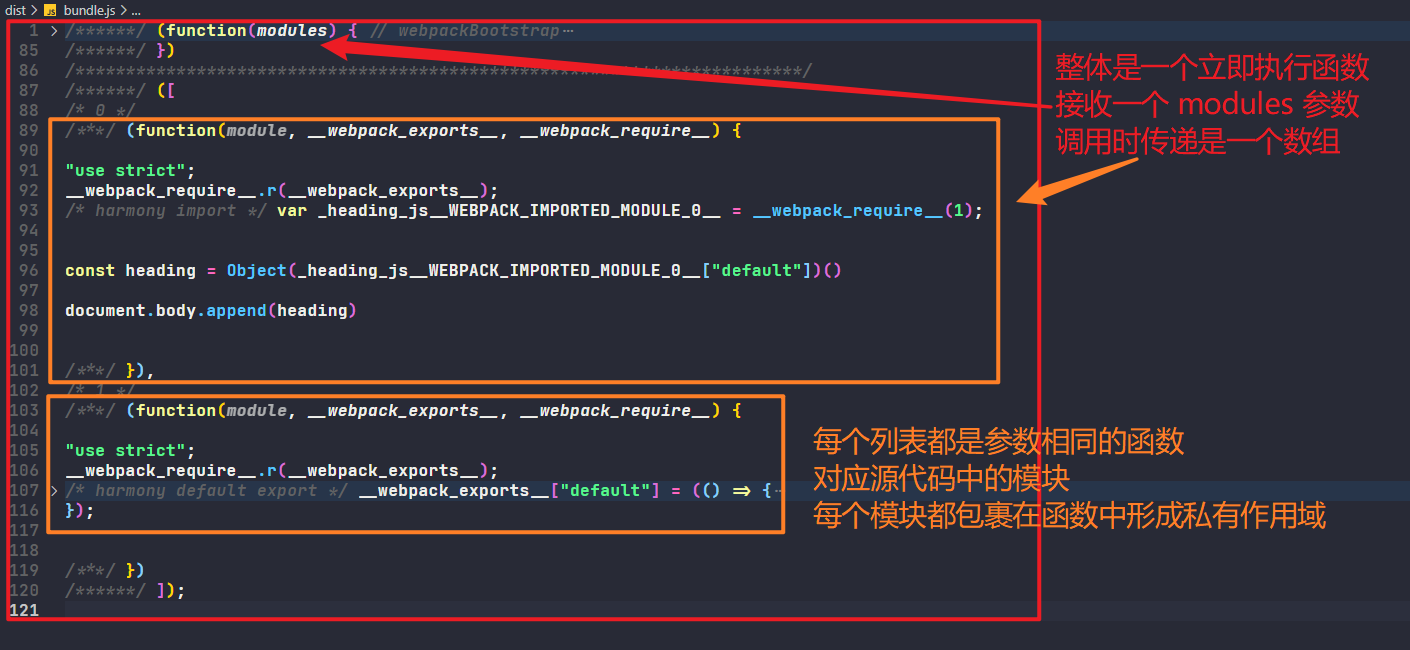 dist > JS bundle.js > ...
1 > /******/ (function(modules) { // webpackBootstrap ⋯
85 /******/ })
86 /************************************************************************/
87 /******/ ([
88 /* 0 */
89 /***/ (function(module, __webpack_exports__, __webpack_require__) {
90
91 "use strict";
92 __webpack_require__.r(__webpack_exports__);
93 /* harmony import */ var _heading_js__WEBPACK_IMPORTED_MODULE_0__ = __webpack_require__(1);
94
95
96 const heading = Object(_heading_js__WEBPACK_IMPORTED_MODULE_0__["default"])()
97
98 document.body.append(heading)
99
100
101 /***/ }),
102 /* 1 */
103 /***/ (function(module, __webpack_exports__, __webpack_require__) {
104
105 "use strict";
106 __webpack_require__.r(__webpack_exports__);
107 > /* harmony default export */ __webpack_exports__["default"] = (() => { ⋯
116 });
117
118
119 /***/ })
120 /******/ ]);
121
整体是一个立即执行函数
接收一个 modules 参数
调用时传递是一个数组
每个列表都是参数相同的函数
对应源代码中的模块
每个模块都包裹在函数中形成私有作用域